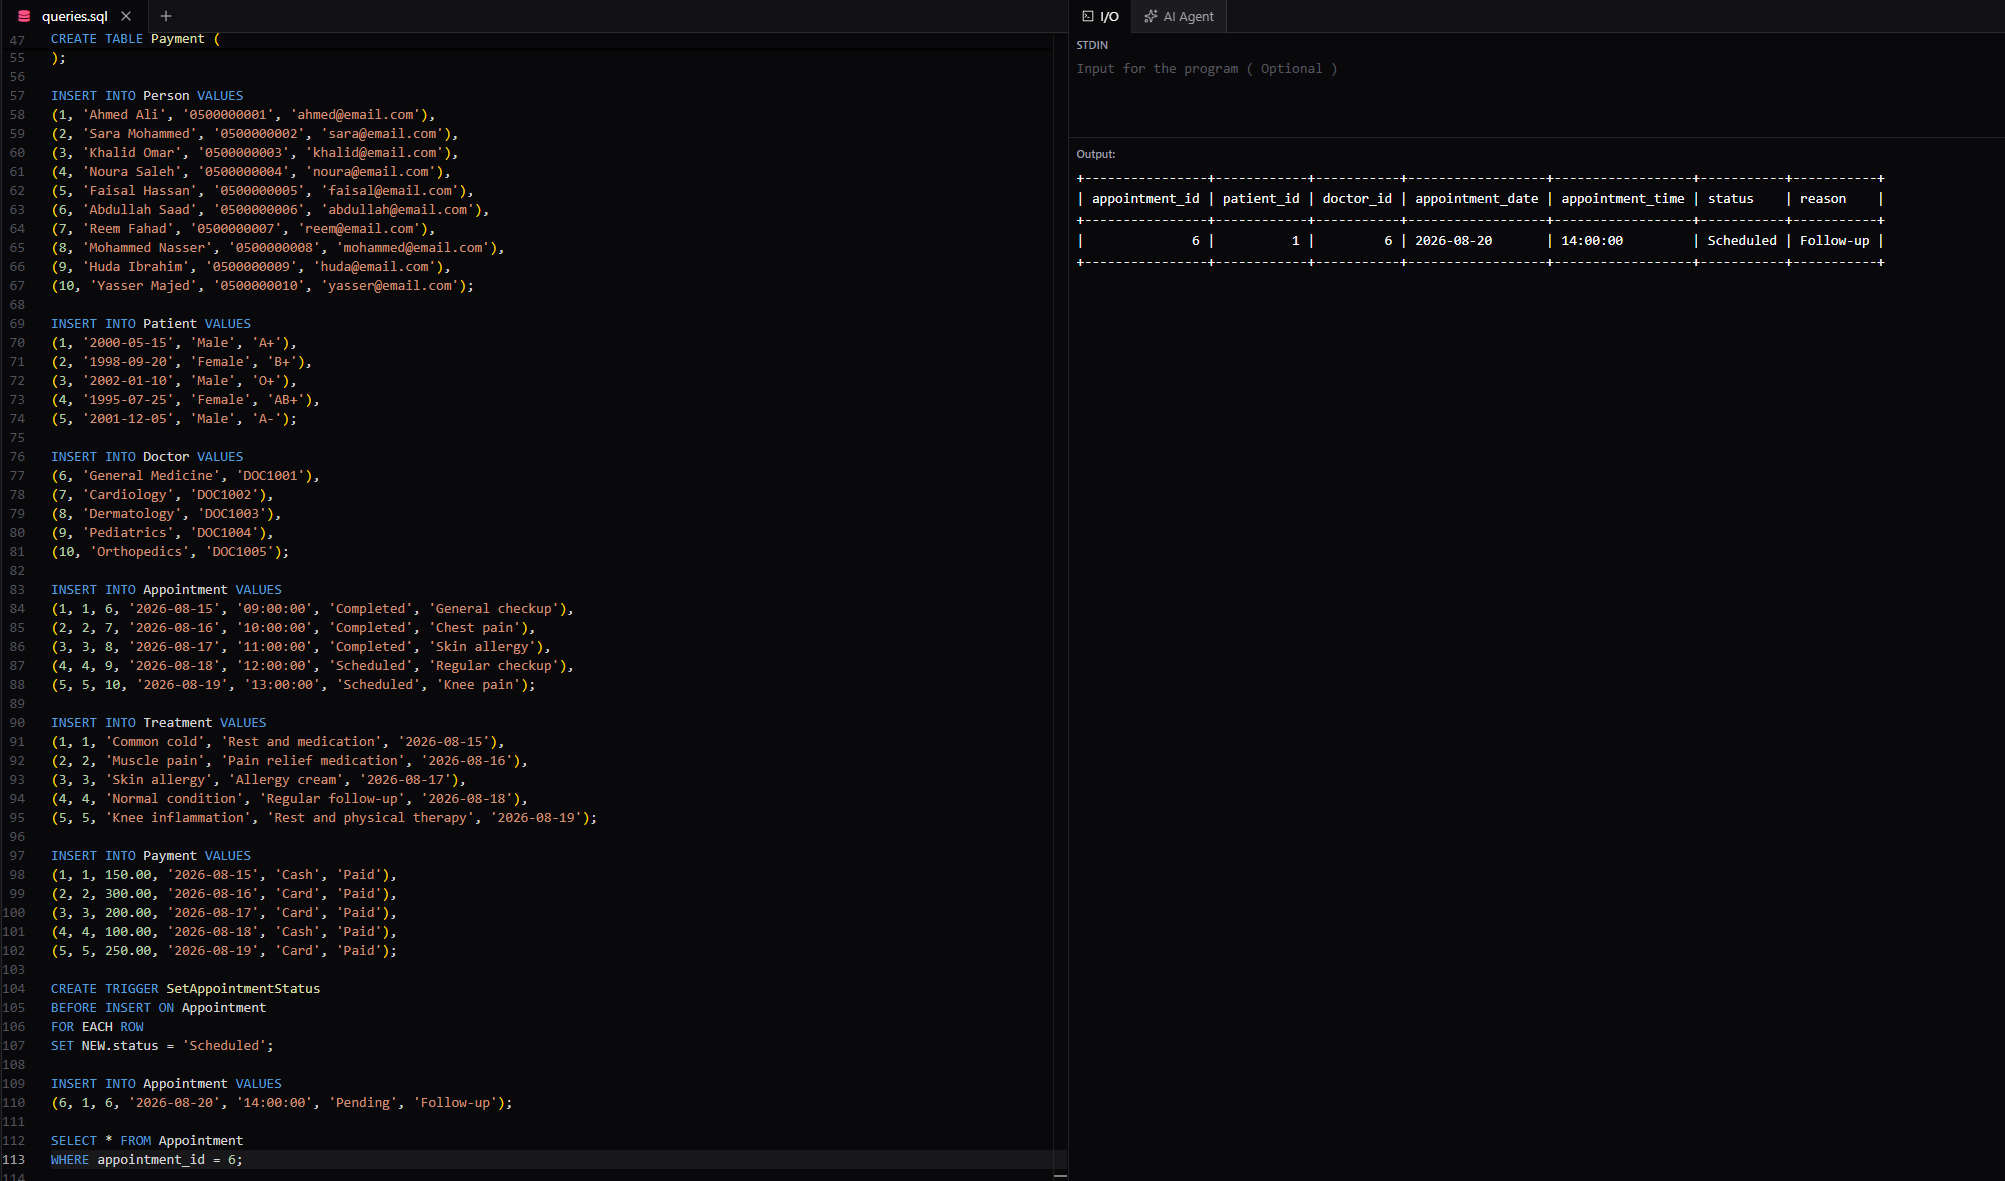 queries.sql × +
47 CREATE TABLE Payment (
55 );
56
57 INSERT INTO Person VALUES
58 (1, 'Ahmed Ali', '0500000001', 'ahmed@email.com'),
59 (2, 'Sara Mohammed', '0500000002', 'sara@email.com'),
60 (3, 'Khalid Omar', '0500000003', 'khalid@email.com'),
61 (4, 'Noura Saleh', '0500000004', 'noura@email.com'),
62 (5, 'Faisal Hassan', '0500000005', 'faisal@email.com'),
63 (6, 'Abdullah Saad', '0500000006', 'abdullah@email.com'),
64 (7, 'Reem Fahad', '0500000007', 'reem@email.com'),
65 (8, 'Mohammed Nasser', '0500000008', 'mohammed@email.com'),
66 (9, 'Huda Ibrahim', '0500000009', 'huda@email.com'),
67 (10, 'Yasser Majed', '0500000010', 'yasser@email.com');
68
69 INSERT INTO Patient VALUES
70 (1, '2000-05-15', 'Male', 'A+'),
71 (2, '1998-09-20', 'Female', 'B+'),
72 (3, '2002-01-10', 'Male', 'O+'),
73 (4, '1995-07-25', 'Female', 'AB+'),
74 (5, '2001-12-05', 'Male', 'A-');
75
76 INSERT INTO Doctor VALUES
77 (6, 'General Medicine', 'DOC1001'),
78 (7, 'Cardiology', 'DOC1002'),
79 (8, 'Dermatology', 'DOC1003'),
80 (9, 'Pediatrics', 'DOC1004'),
81 (10, 'Orthopedics', 'DOC1005');
82
83 INSERT INTO Appointment VALUES
84 (1, 1, 6, '2026-08-15', '09:00:00', 'Completed', 'General checkup'),
85 (2, 2, 7, '2026-08-16', '10:00:00', 'Completed', 'Chest pain'),
86 (3, 3, 8, '2026-08-17', '11:00:00', 'Completed', 'Skin allergy'),
87 (4, 4, 9, '2026-08-18', '12:00:00', 'Scheduled', 'Regular checkup'),
88 (5, 5, 10, '2026-08-19', '13:00:00', 'Scheduled', 'Knee pain');
89
90 INSERT INTO Treatment VALUES
91 (1, 1, 'Common cold', 'Rest and medication', '2026-08-15'),
92 (2, 2, 'Muscle pain', 'Pain relief medication', '2026-08-16'),
93 (3, 3, 'Skin allergy', 'Allergy cream', '2026-08-17'),
94 (4, 4, 'Normal condition', 'Regular follow-up', '2026-08-18'),
95 (5, 5, 'Knee inflammation', 'Rest and physical therapy', '2026-08-19');
96
97 INSERT INTO Payment VALUES
98 (1, 1, 150.00, '2026-08-15', 'Cash', 'Paid'),
99 (2, 2, 300.00, '2026-08-16', 'Card', 'Paid'),
100 (3, 3, 200.00, '2026-08-17', 'Card', 'Paid'),
101 (4, 4, 100.00, '2026-08-18', 'Cash', 'Paid'),
102 (5, 5, 250.00, '2026-08-19', 'Card', 'Paid');
103
104 CREATE TRIGGER SetAppointmentStatus
105 BEFORE INSERT ON Appointment
106 FOR EACH ROW
107 SET NEW.status = 'Scheduled';
108
109 INSERT INTO Appointment VALUES
110 (6, 1, 6, '2026-08-20', '14:00:00', 'Pending', 'Follow-up');
111
112 SELECT * FROM Appointment
113 WHERE appointment_id = 6;
114
I/O AI Agent
STDIN
Input for the program ( Optional )
Output:
+----------------+------------+-----------+------------------+------------------+-----------+-----------+
| appointment_id | patient_id | doctor_id | appointment_date | appointment_time | status    | reason    |
+----------------+------------+-----------+------------------+------------------+-----------+-----------+
|              6 |          1 |         6 | 2026-08-20       | 14:00:00         | Scheduled | Follow-up |
+----------------+------------+-----------+------------------+------------------+-----------+-----------+